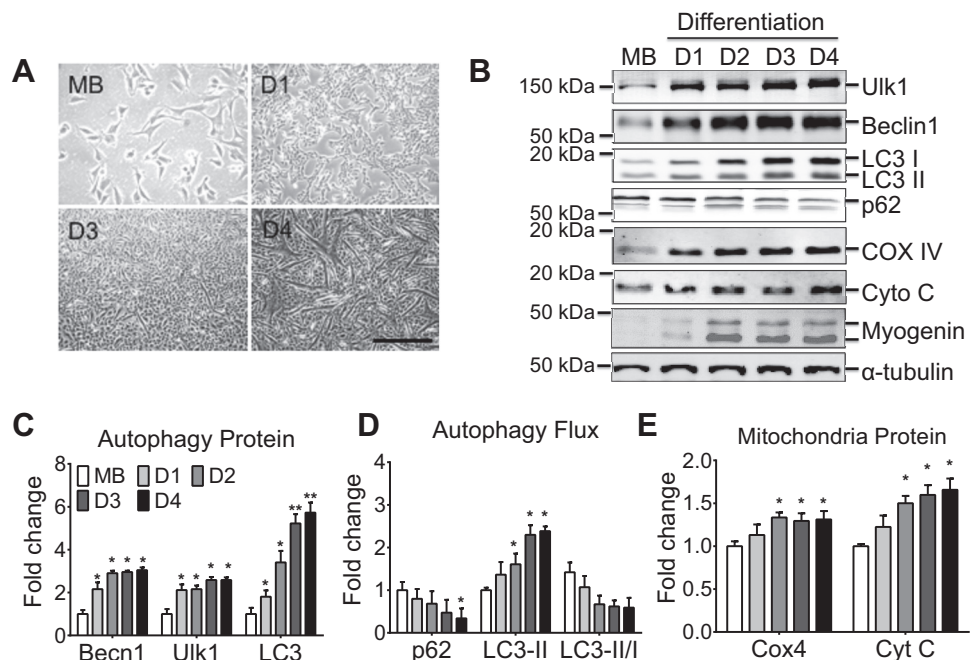 A
MB
D1
D3
D4
B
Differentiation
MB D1 D2 D3 D4
150 kDa
Ulk1
50 kDa
Beclin1
20 kDa
LC3 I
LC3 II
50 kDa
p62
20 kDa
COX IV
20 kDa
Cyto C
50 kDa
Myogenin
50 kDa
α-tubulin
C
Autophagy Protein
Fold change
8
6
4
2
0
MB D1 D2
D3 D4
* * * *
* * * *
* * ** **
Becn1 Ulk1 LC3
D
Autophagy Flux
Fold change
4
3
2
1
0
*
* * *
p62 LC3-II LC3-II/I
E
Mitochondria Protein
Fold change
2.0
1.5
1.0
0.5
0
* * *
* * *
Cox4 Cyt C